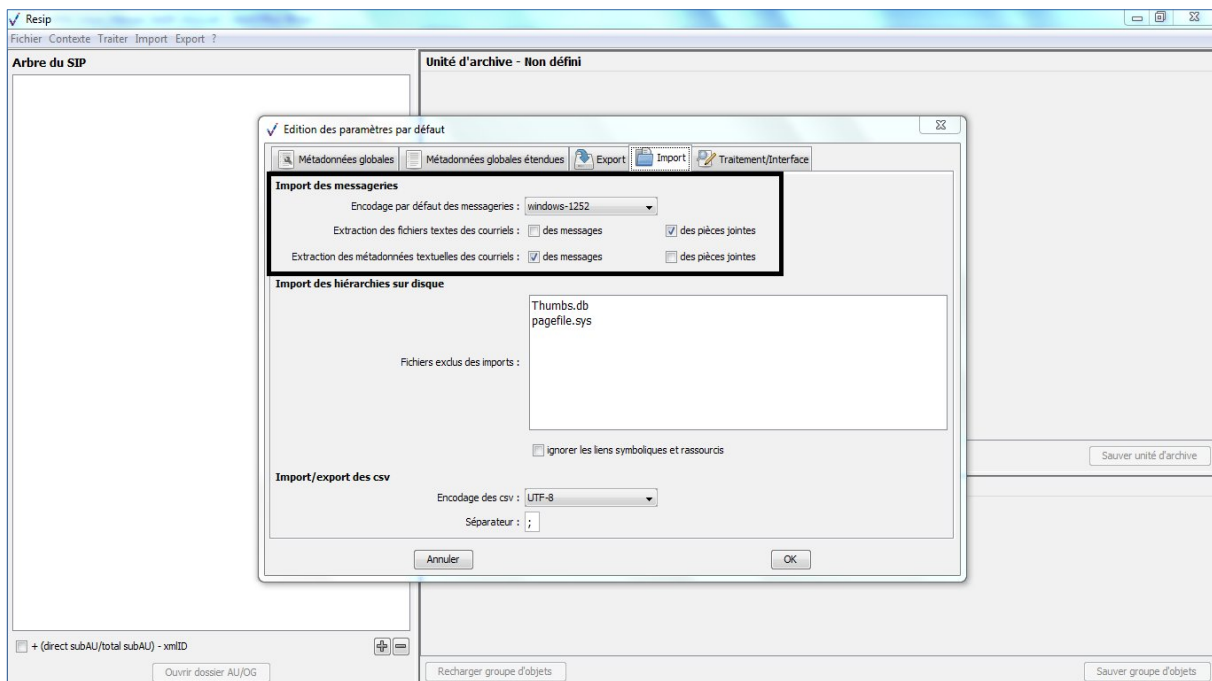 Resip
Fichier Contexte Traiter Import Export ?
Arbre du SIP
Unité d'archive - Non défini
Edition des paramètres par défaut
Métadonnées globales Métadonnées globales étendues Export Import Traitement/Interface
Import des messageries
Encodage par défaut des messageries : windows-1252
Extraction des fichiers textes des courriels : des messages des pièces jointes
Extraction des métadonnées textuelles des courriels : des messages des pièces jointes
Import des hiérarchies sur disque
Thumbs.db
pagefile.sys
Fichiers exclus des imports :
ignorer les liens symboliques et rassourcis
Sauver unité d'archive
Import/export des csv
Encodage des csv : UTF-8
Séparateur : ;
Annuler OK
+ (direct subAU/total subAU) - xmlID
Ouvrir dossier AU/OG Recharger groupe d'objets Sauver groupe d'objets